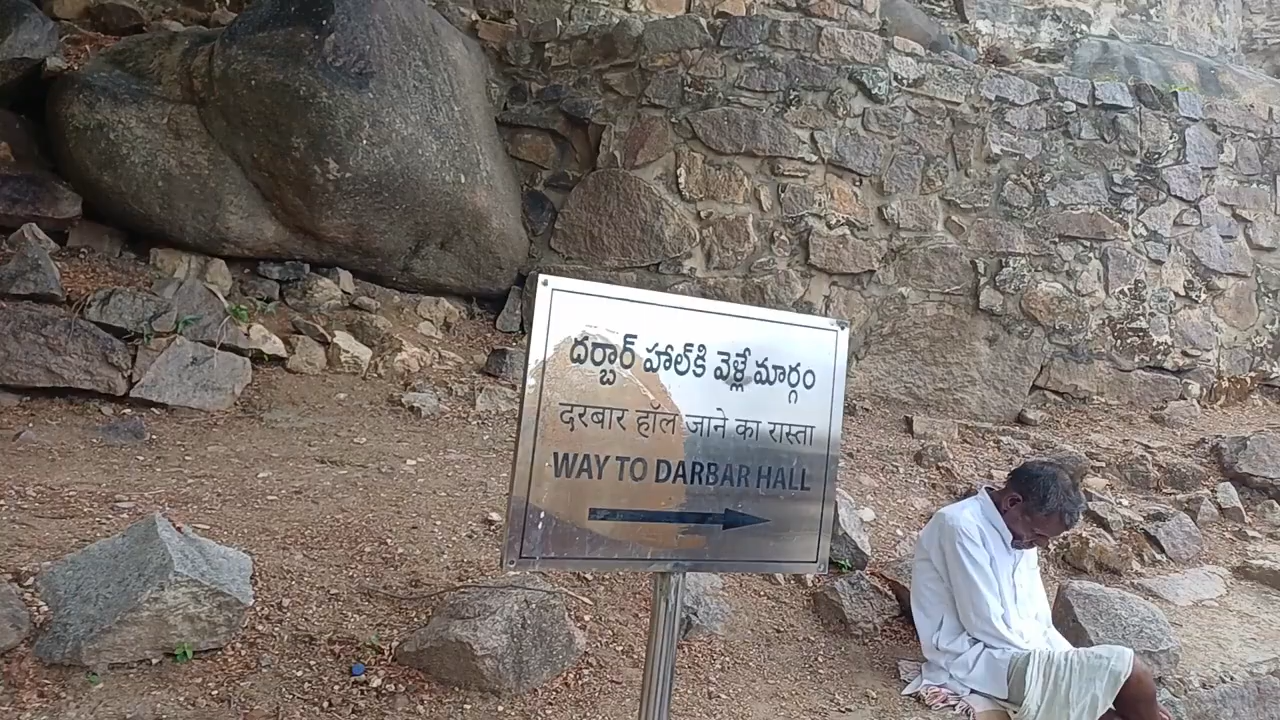 దర్బార్ హాల్‌కి వెళ్లే మార్గం
दरबार हॉल जाने का रास्ता
WAY TO DARBAR HALL